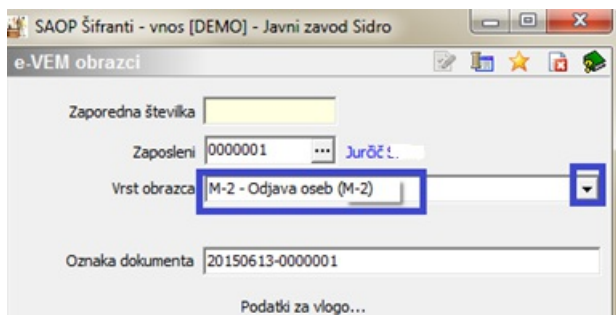 SAOP Šifranti - vnos [DEMO] - Javni zavod Sidro
e-VEM obrazci
Zaporedna številka
Zaposleni 0000001 ... Jurčič
Vrst obrazca M-2 - Odjava oseb (M-2)
Oznaka dokumenta 20150613-0000001
Podatki za vlogo...